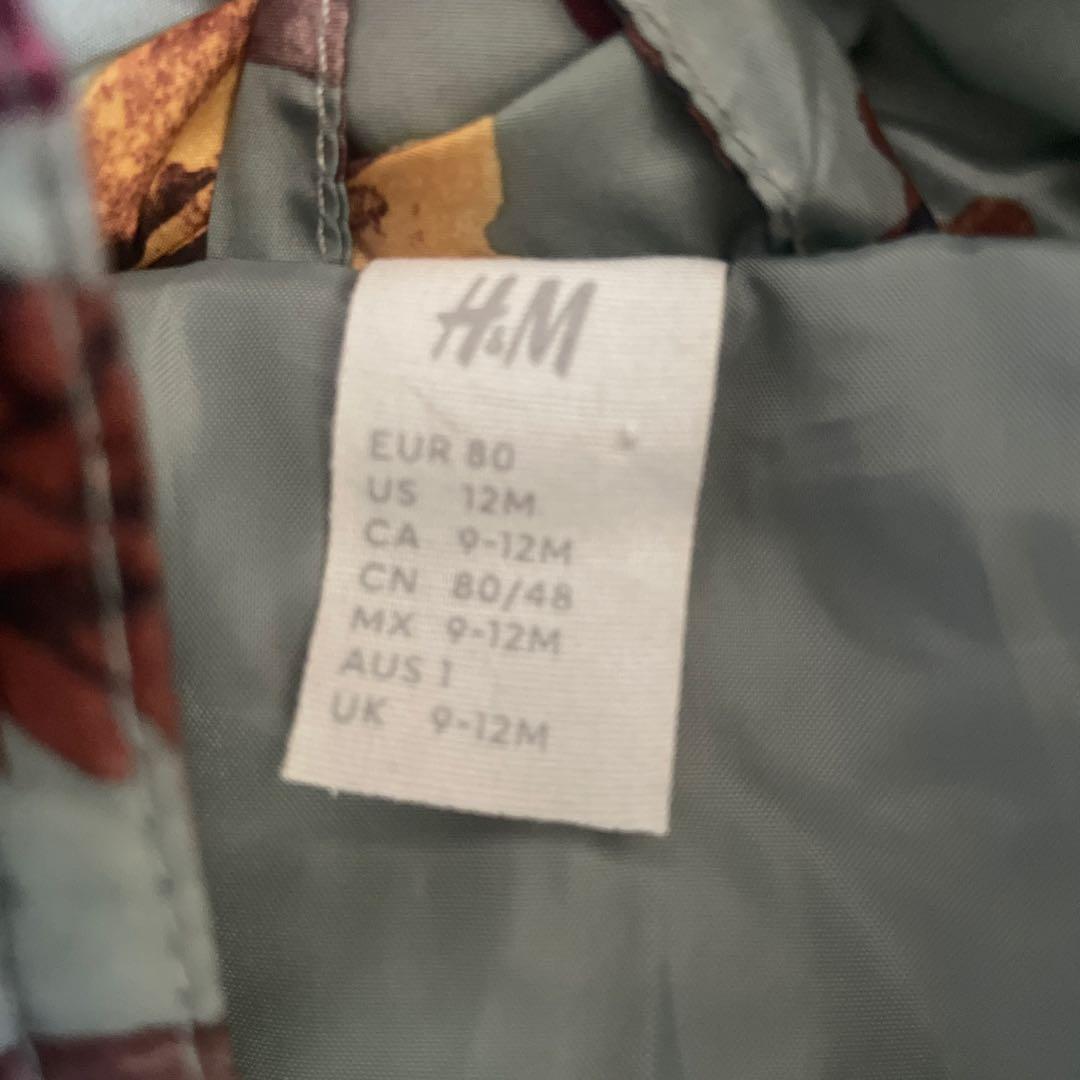 H&M
EUR 80
US 12M
CA 9-12M
CN 80/48
MX 9-12M
AUS 1
UK 9-12M